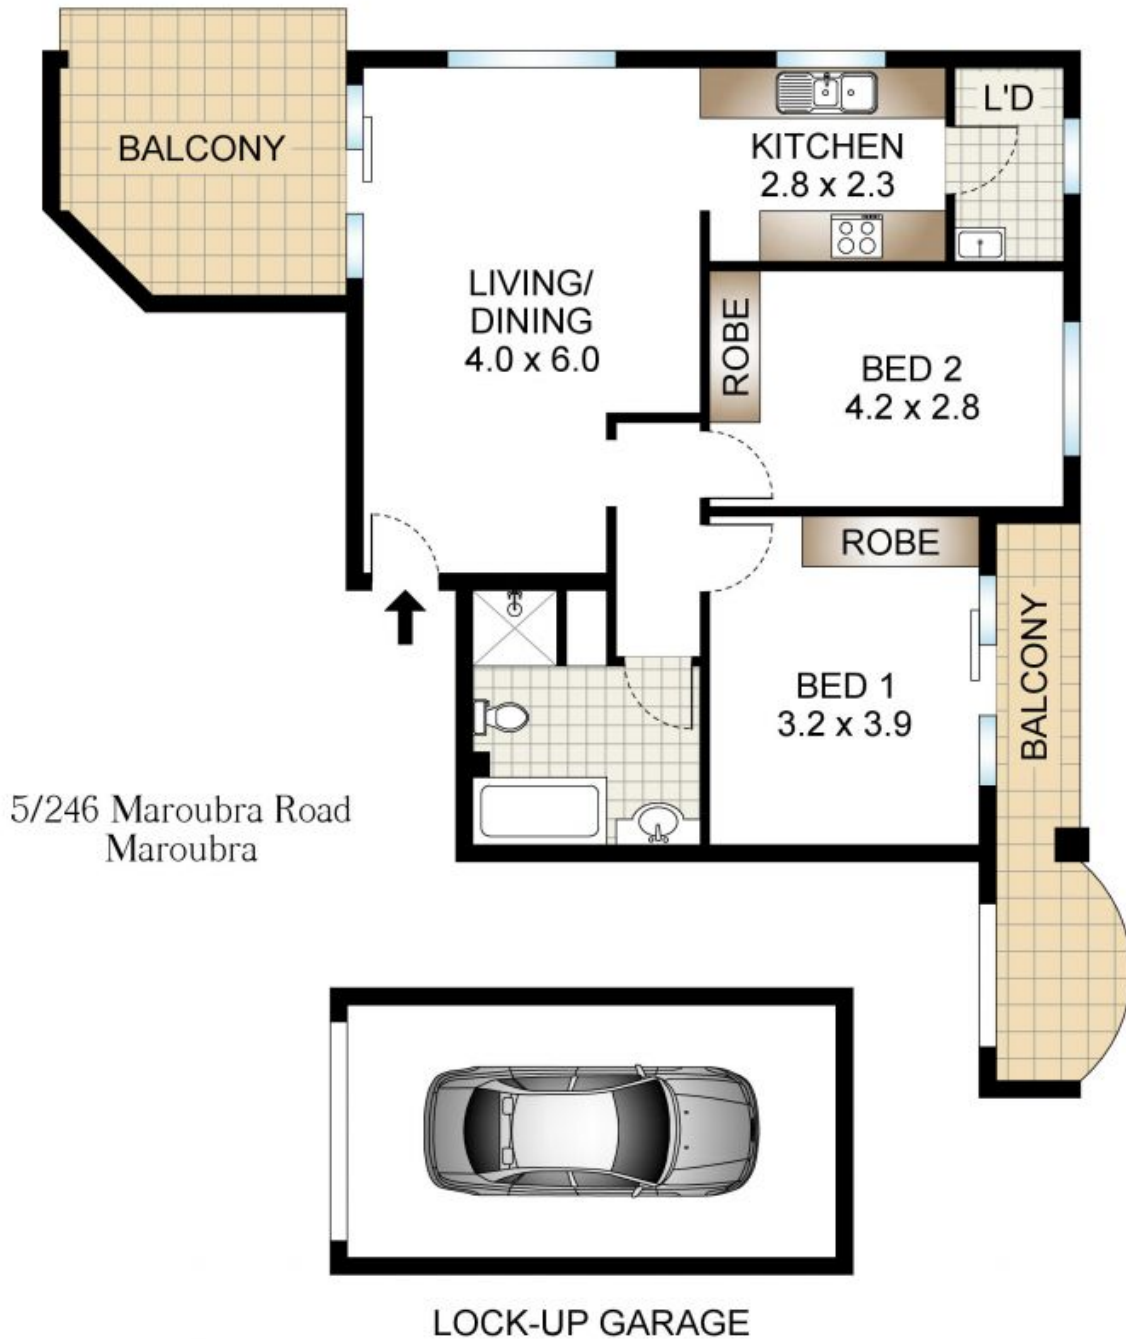 BALCONY
KITCHEN
2.8 x 2.3
L'D
LIVING/
DINING
4.0 x 6.0
ROBE
BED 2
4.2 x 2.8
ROBE
BED 1
3.2 x 3.9
BALCONY
5/246 Maroubra Road
Maroubra
LOCK-UP GARAGE